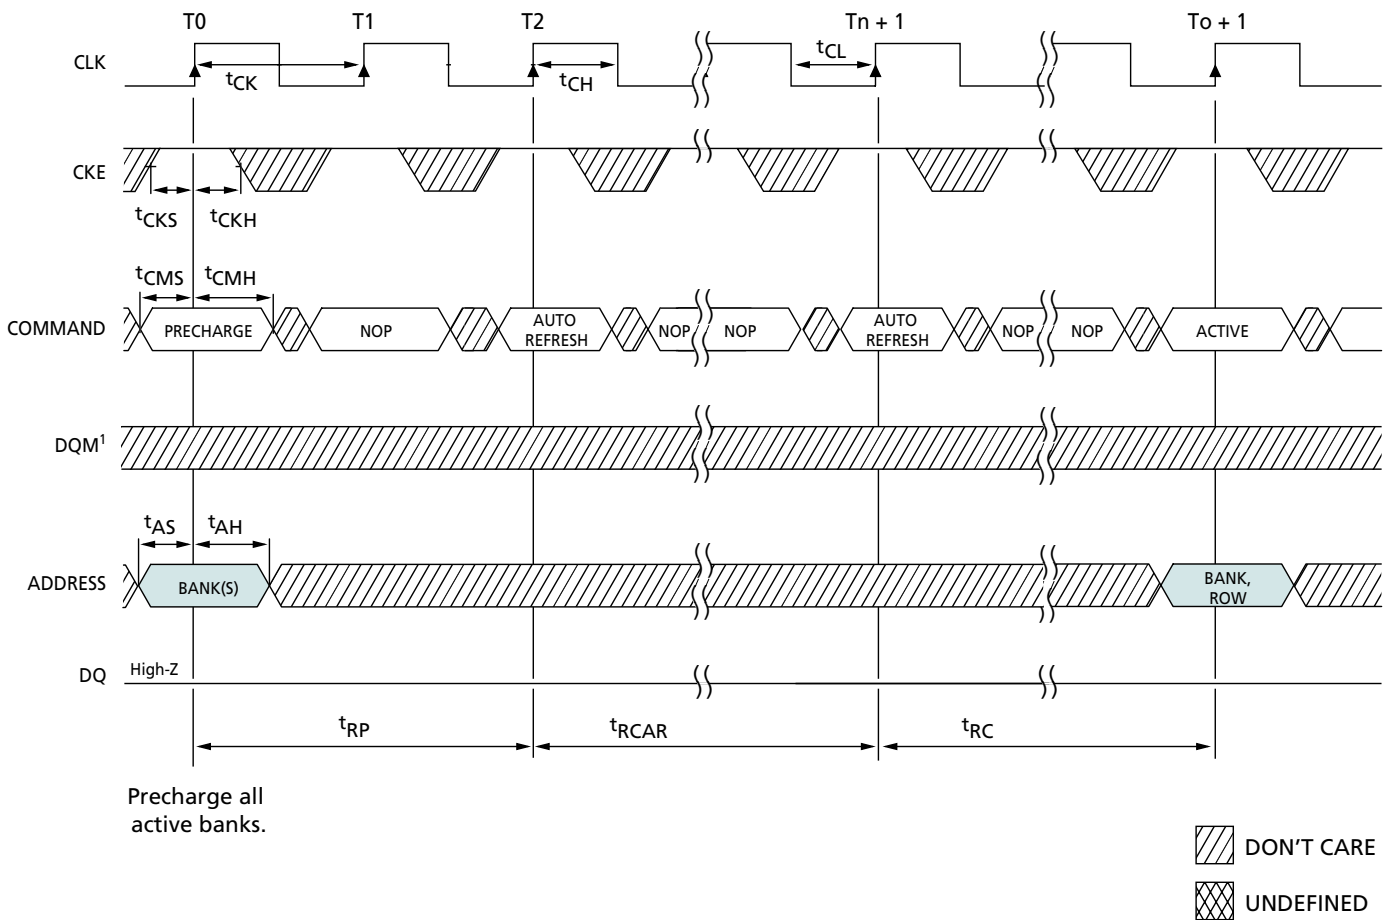 T0 T1 T2 Tn + 1 To + 1
CLK
tCK tCH tCL
CKE
tCKS tCKH
tCMS tCMH
COMMAND PRECHARGE NOP AUTO REFRESH NOP NOP AUTO REFRESH NOP NOP ACTIVE
DQM1
tAS tAH
ADDRESS BANK(S) BANK, ROW
DQ High-Z
tRP tRCAR tRC
Precharge all
active banks.
DON'T CARE
UNDEFINED